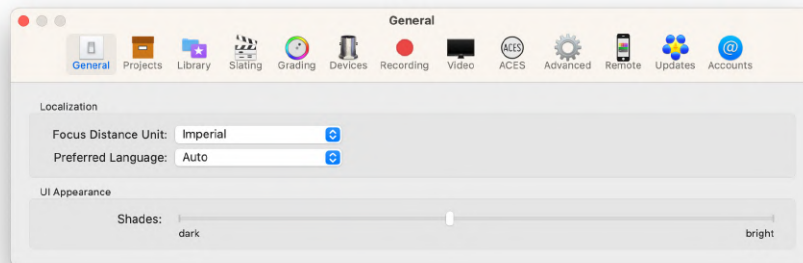 General
General Projects Library Slating Grading Devices Recording Video ACES ACES Advanced Remote Updates @ Accounts
Localization
Focus Distance Unit: Imperial
Preferred Language: Auto
UI Appearance
Shades:
dark bright